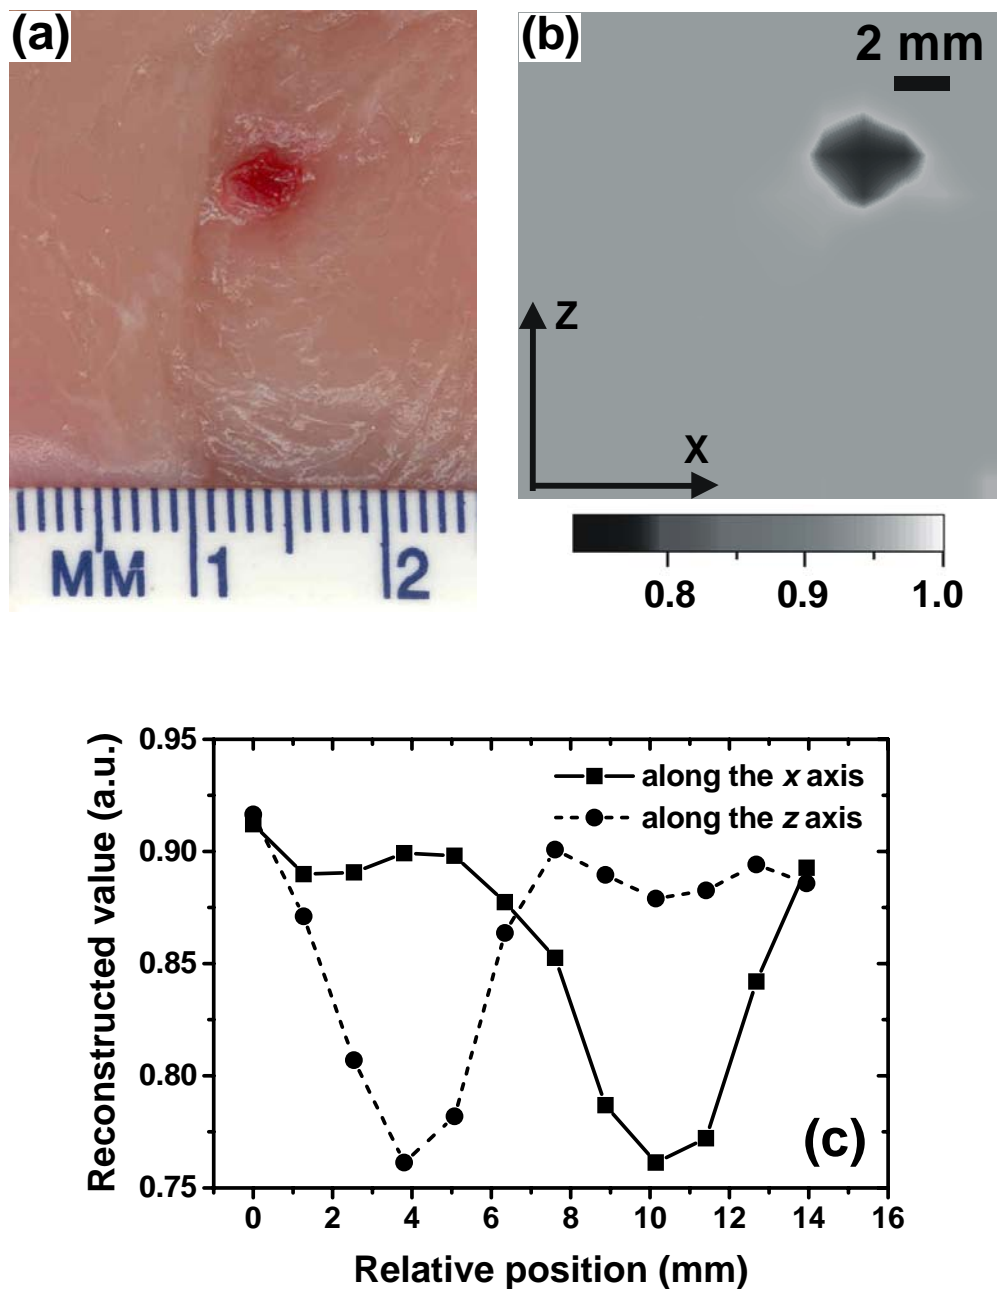 (a)
MM 1 2
(b)
2 mm
Z
X
0.8 0.9 1.0
Reconstructed value (a.u.)
0.95
0.90
0.85
0.80
0.75
along the x axis
along the z axis
(c)
0 2 4 6 8 10 12 14 16
Relative position (mm)